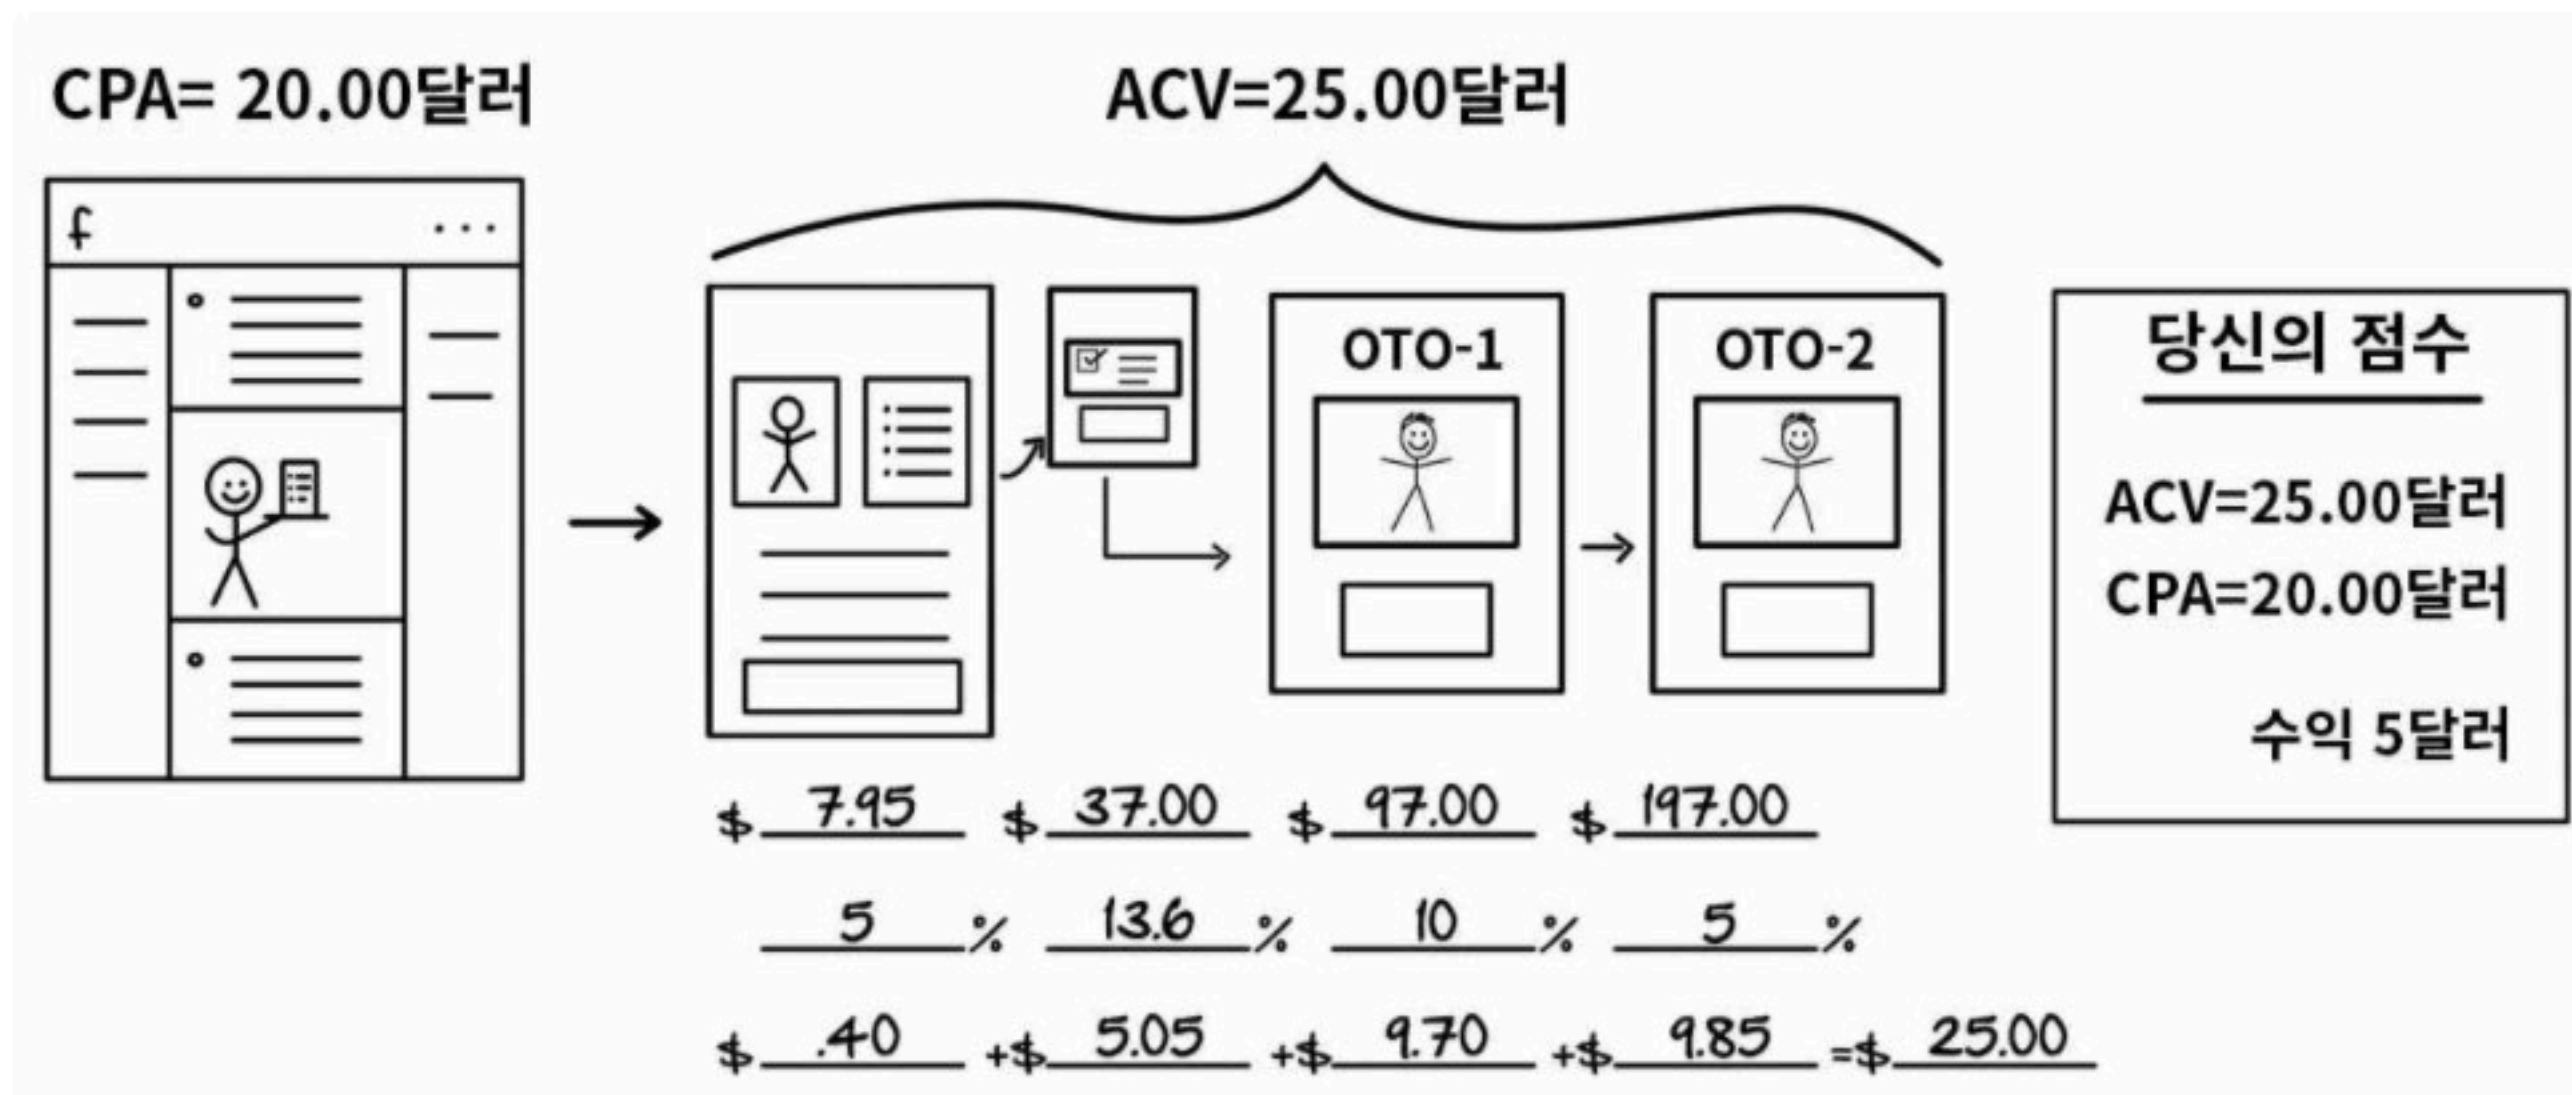 CPA= 20.00달러
ACV=25.00달러
f ...
OTO-1
OTO-2
당신의 점수
ACV=25.00달러
CPA=20.00달러
수익 5달러
$ 7.95 $ 37.00 $ 97.00 $ 197.00
5 % 13.6 % 10 % 5 %
$ .40 +$ 5.05 +$ 9.70 +$ 9.85 =$ 25.00